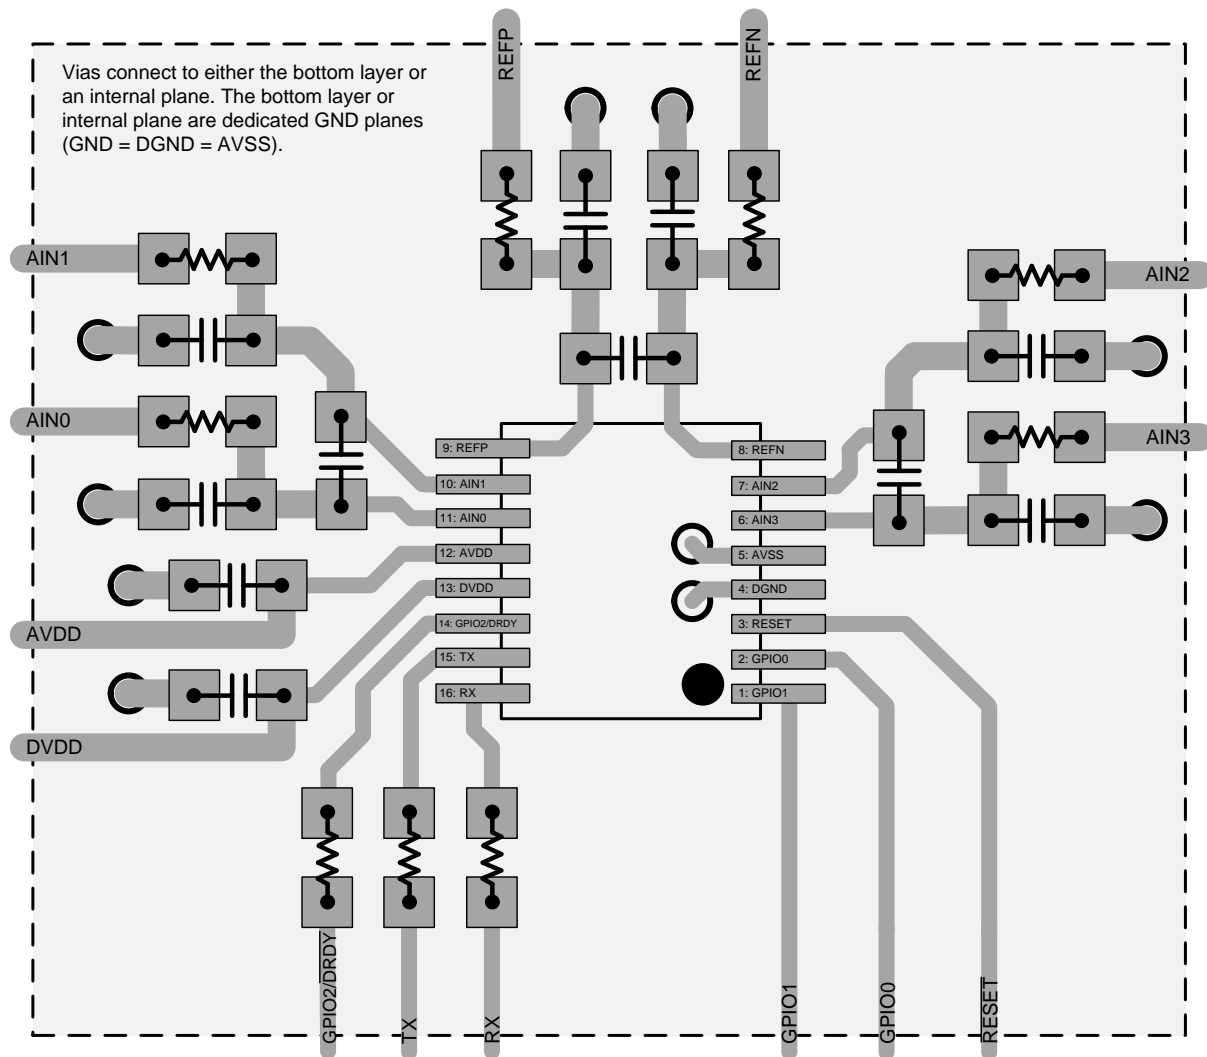 REFP
REFN
Vias connect to either the bottom layer or
an internal plane. The bottom layer or
internal plane are dedicated GND planes
(GND = DGND = AVSS).
AIN1
AIN2
AIN0
AIN3
9: REFP
8: REFN
10: AIN1
7: AIN2
11: AIN0
6: AIN3
12: AVDD
5: AVSS
13: DVDD
4: DGND
14: GPIO2/DRDY
3: RESET
15: TX
2: GPIO0
16: RX
1: GPIO1
AVDD
DVDD
GPIO2/D̅R̅D̅Y̅
TX
RX
GPIO1
GPIO0
R̅E̅S̅E̅T̅